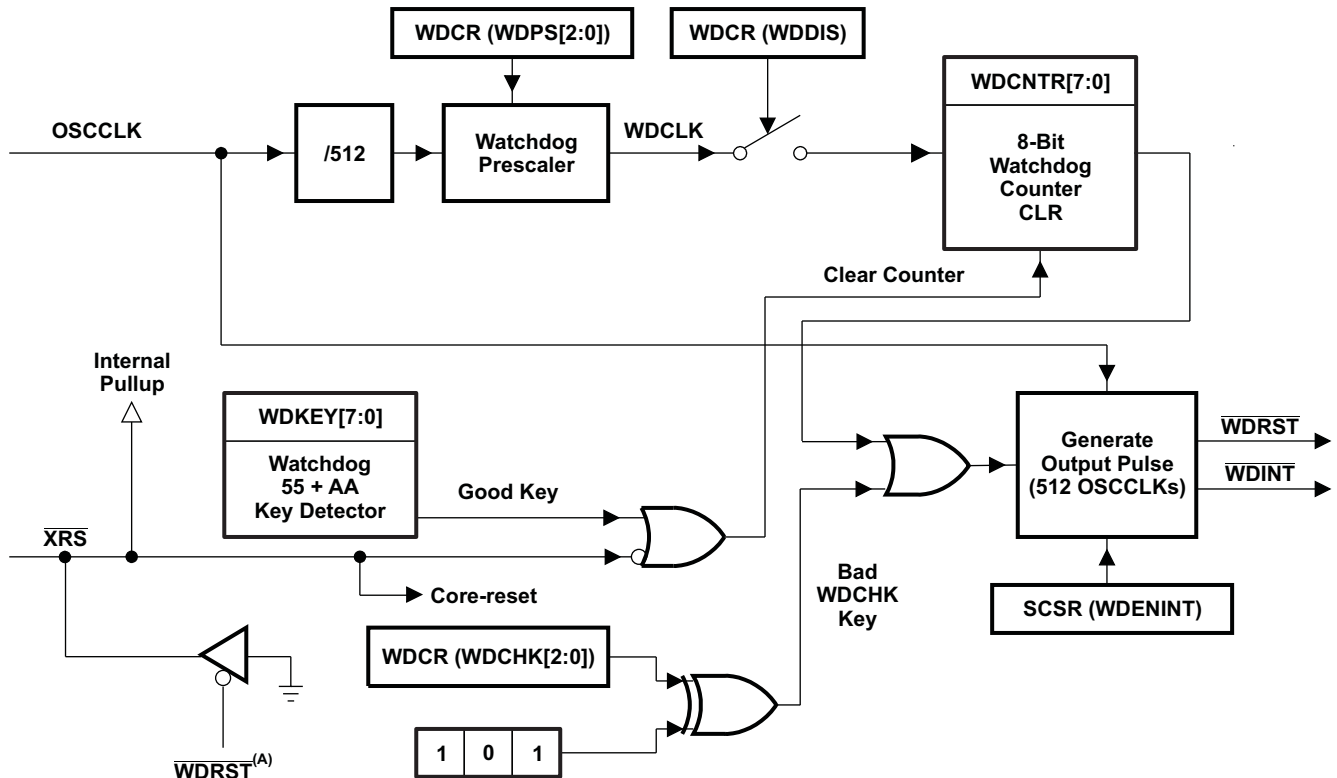 WDCR (WDPS[2:0])
WDCR (WDDIS)
WDCNTR[7:0]
OSCCLK
/512
Watchdog
Prescaler
WDCLK
8-Bit
Watchdog
Counter
CLR
Clear Counter
Internal
Pullup
WDKEY[7:0]
Watchdog
55 + AA
Key Detector
Good Key
Generate
Output Pulse
(512 OSCCLKs)
WDRST
WDINT
XRS
Core-reset
Bad
WDCHK
Key
SCSR (WDENINT)
WDCR (WDCHK[2:0])
1 0 1
WDRST(A)